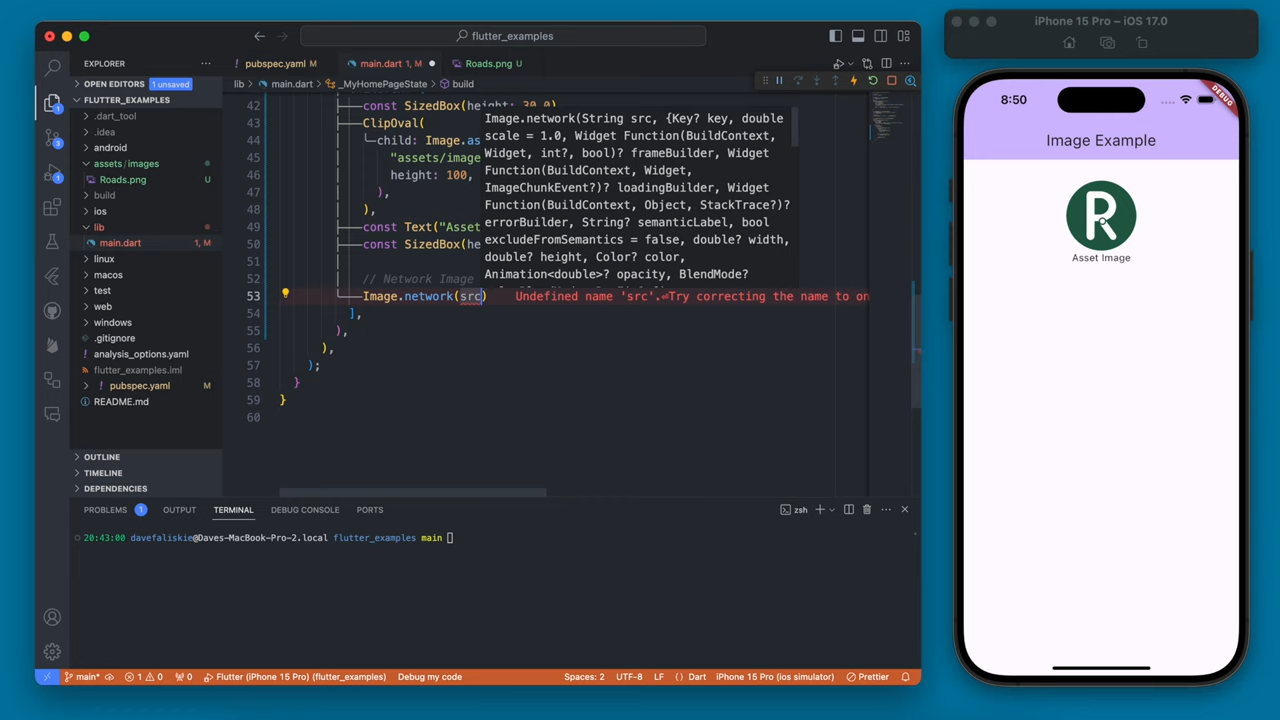 flutter_examples
iPhone 15 Pro – iOS 17.0
EXPLORER
pubspec.yaml M
main.dart 1, M
Roads.png U
OPEN EDITORS 1 unsaved
lib > main.dart > _MyHomePageState > build
FLUTTER_EXAMPLES
.dart_tool
.idea
android
assets/images
Roads.png U
build
ios
lib
main.dart 1, M
linux
macos
test
web
windows
.gitignore
analysis_options.yaml
flutter_examples.iml
pubspec.yaml M
README.md
OUTLINE
TIMELINE
DEPENDENCIES
42 const SizedBox(height: 30.0)
43 ClipOval(
44 child: Image.as
45 "assets/image
46 height: 100,
47 ),
48 ),
49 const Text("Asset
50 const SizedBox(he
51
52 // Network Image
53 Image.network(src) Undefined name 'src'.⏎Try correcting the name to on
54 ],
55 ),
56 ),
57 );
58 }
59 }
60
Image.network(String src, {Key? key, double
scale = 1.0, Widget Function(BuildContext,
Widget, int?, bool)? frameBuilder, Widget
Function(BuildContext, Widget,
ImageChunkEvent?)? loadingBuilder, Widget
Function(BuildContext, Object, StackTrace?)?
errorBuilder, String? semanticLabel, bool
excludeFromSemantics = false, double? width,
double? height, Color? color,
Animation<double>? opacity, BlendMode?
PROBLEMS 1 OUTPUT TERMINAL DEBUG CONSOLE PORTS
zsh
20:43:00 davefaliskie@Daves-MacBook-Pro-2.local flutter_examples main
main* 1 0 0 Flutter (iPhone 15 Pro) (flutter_examples) Debug my code
Spaces: 2 UTF-8 LF { } Dart iPhone 15 Pro (ios simulator) Prettier
8:50
DEBUG
Image Example
R
Asset Image